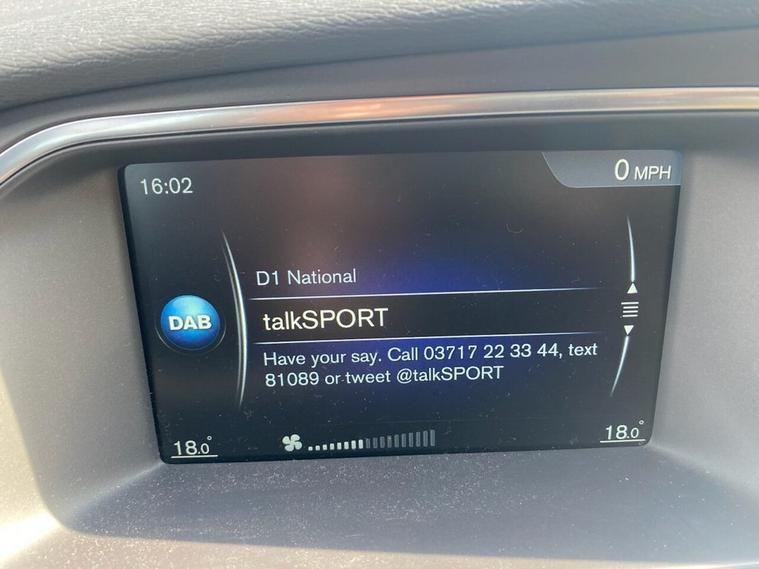 16:02
0 MPH
D1 National
DAB
talkSPORT
Have your say. Call 03717 22 33 44, text
81089 or tweet @talkSPORT
18.0°
18.0°